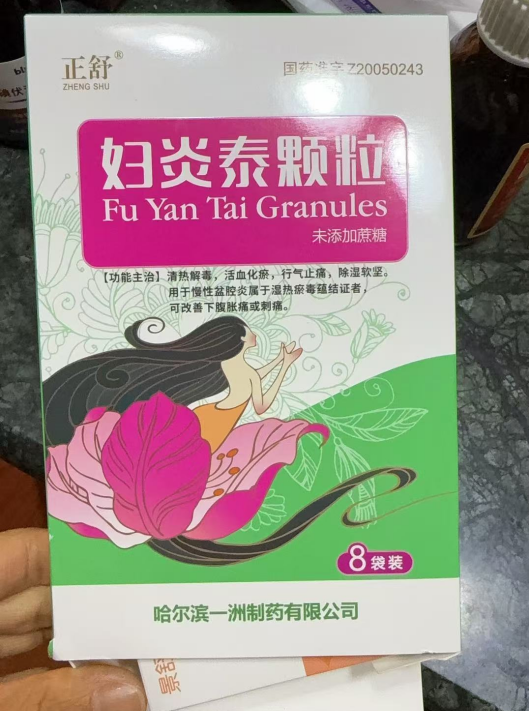 正舒®
ZHENG SHU
国药准字Z20050243
妇炎泰颗粒
Fu Yan Tai Granules
未添加蔗糖
【功能主治】清热解毒，活血化瘀，行气止痛，除湿软坚。
用于慢性盆腔炎属于湿热瘀毒蕴结证者，
可改善下腹胀痛或刺痛。
8袋装
哈尔滨一洲制药有限公司